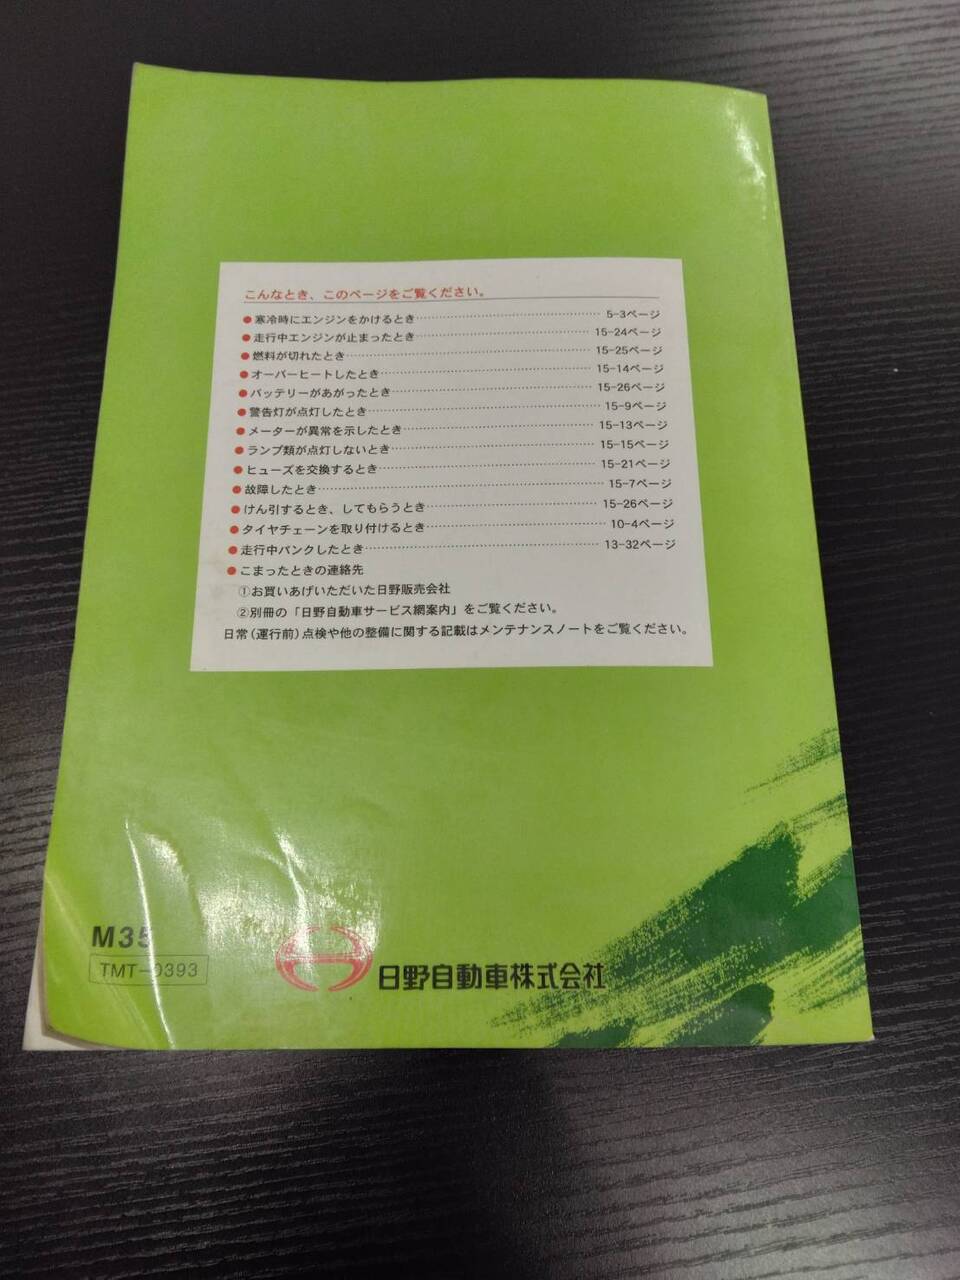 こんなとき、このページをご覧ください。
●寒冷時にエンジンをかけるとき…………5-3ページ
●走行中エンジンが止まったとき…………15-24ページ
●燃料が切れたとき…………15-25ページ
●オーバーヒートしたとき…………15-14ページ
●バッテリーがあがったとき…………15-26ページ
●警告灯が点灯したとき…………15-9ページ
●メーターが異常を示したとき…………15-13ページ
●ランプ類が点灯しないとき…………15-15ページ
●ヒューズを交換するとき…………15-21ページ
●故障したとき…………15-7ページ
●けん引するとき、してもらうとき…………15-26ページ
●タイヤチェーンを取り付けるとき…………10-4ページ
●走行中パンクしたとき…………13-32ページ
●こまったときの連絡先
①お買いあげいただいた日野販売会社
②別冊の「日野自動車サービス網案内」をご覧ください。
日常(運行前)点検や他の整備に関する記載はメンテナンスノートをご覧ください。
M35
TMT-0393
日野自動車株式会社